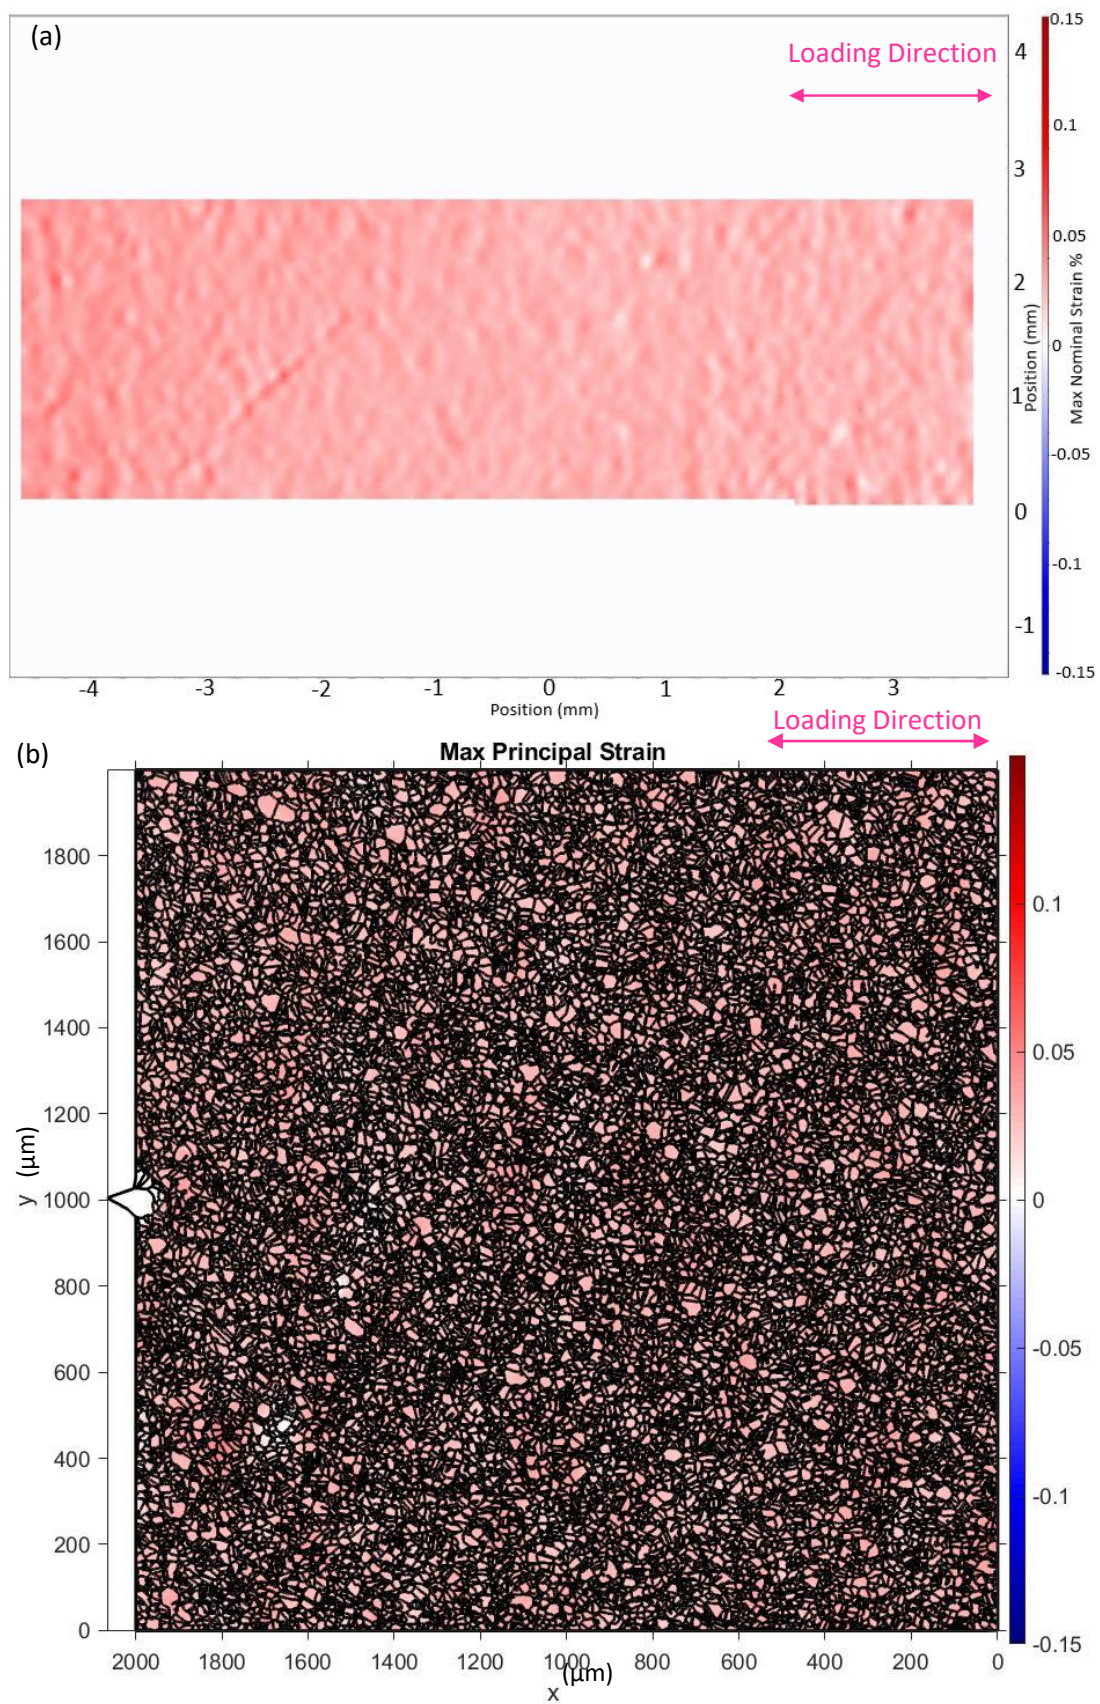 (a)
Loading Direction
0.15
0.1
0.05
0
-0.05
-0.1
-0.15
Max Nominal Strain %
4
3
2
1
0
-1
Position (mm)
-4 -3 -2 -1 0 1 2 3
Position (mm)
Loading Direction
(b)
Max Principal Strain
1800
1600
1400
1200
1000
800
600
400
200
0
y (μm)
0.1
0.05
0
-0.05
-0.1
-0.15
2000 1800 1600 1400 1200 1000 800 600 400 200 0
x (μm)